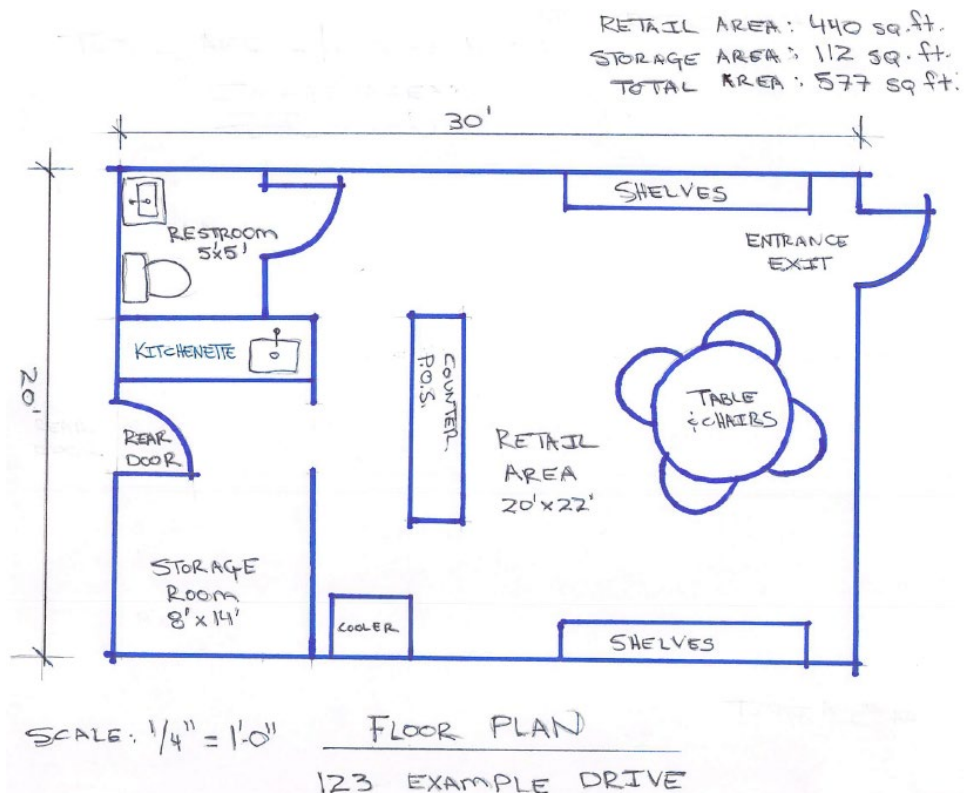 RETAIL AREA: 440 sq.ft.
STORAGE AREA: 112 sq.ft.
TOTAL AREA: 577 sq ft.
30'
SHELVES
RESTROOM
5'x5'
ENTRANCE
EXIT
KITCHENETTE
20'
COUNTER
P.O.S.
TABLE
& CHAIRS
REAR
DOOR
RETAIL
AREA
20'x22'
STORAGE
ROOM
8'x14'
COOLER
SHELVES
SCALE: 1/4" = 1'-0"
FLOOR PLAN
123 EXAMPLE DRIVE